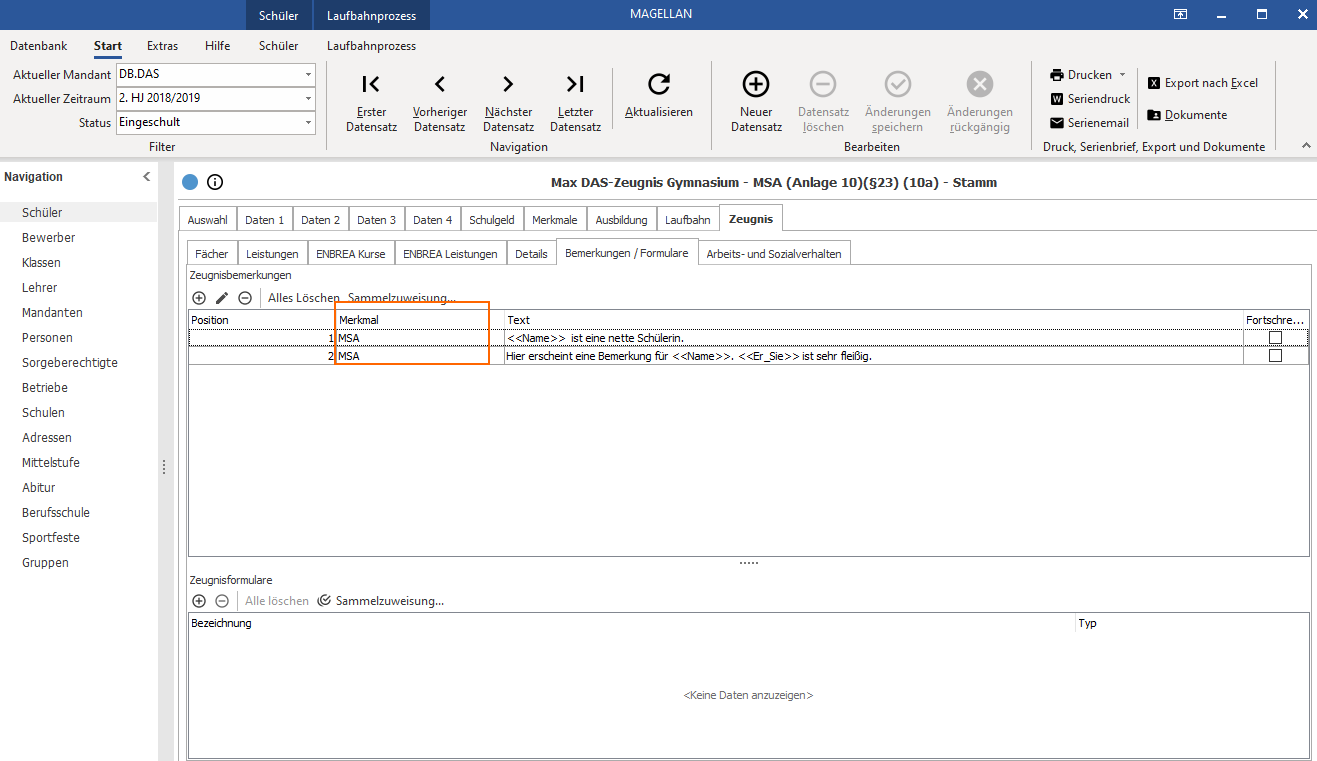 Schüler Laufbahnprozess MAGELLAN
Datenbank Start Extras Hilfe Schüler Laufbahnprozess
Aktueller Mandant DB.DAS
Aktueller Zeitraum 2. HJ 2018/2019
Status Eingeschult
Filter
Erster Datensatz
Vorheriger Datensatz
Nächster Datensatz
Letzter Datensatz
Aktualisieren
Navigation
Neuer Datensatz
Datensatz löschen
Änderungen speichern
Änderungen rückgängig
Bearbeiten
Drucken
Seriendruck
Serienemail
Export nach Excel
Dokumente
Druck, Serienbrief, Export und Dokumente
Navigation
Schüler
Bewerber
Klassen
Lehrer
Mandanten
Personen
Sorgeberechtigte
Betriebe
Schulen
Adressen
Mittelstufe
Abitur
Berufsschule
Sportfeste
Gruppen
Max DAS-Zeugnis Gymnasium - MSA (Anlage 10)(§23) (10a) - Stamm
Auswahl Daten 1 Daten 2 Daten 3 Daten 4 Schulgeld Merkmale Ausbildung Laufbahn Zeugnis
Fächer Leistungen ENBREA Kurse ENBREA Leistungen Details Bemerkungen / Formulare Arbeits- und Sozialverhalten
Zeugnisbemerkungen
Alles Löschen Sammelzuweisung...
Position Merkmal Text Fortschre...
1 MSA <<Name>> ist eine nette Schülerin.
2 MSA Hier erscheint eine Bemerkung für <<Name>>. <<Er_Sie>> ist sehr fleißig.
Zeugnisformulare
Alle löschen Sammelzuweisung...
Bezeichnung Typ
<Keine Daten anzuzeigen>